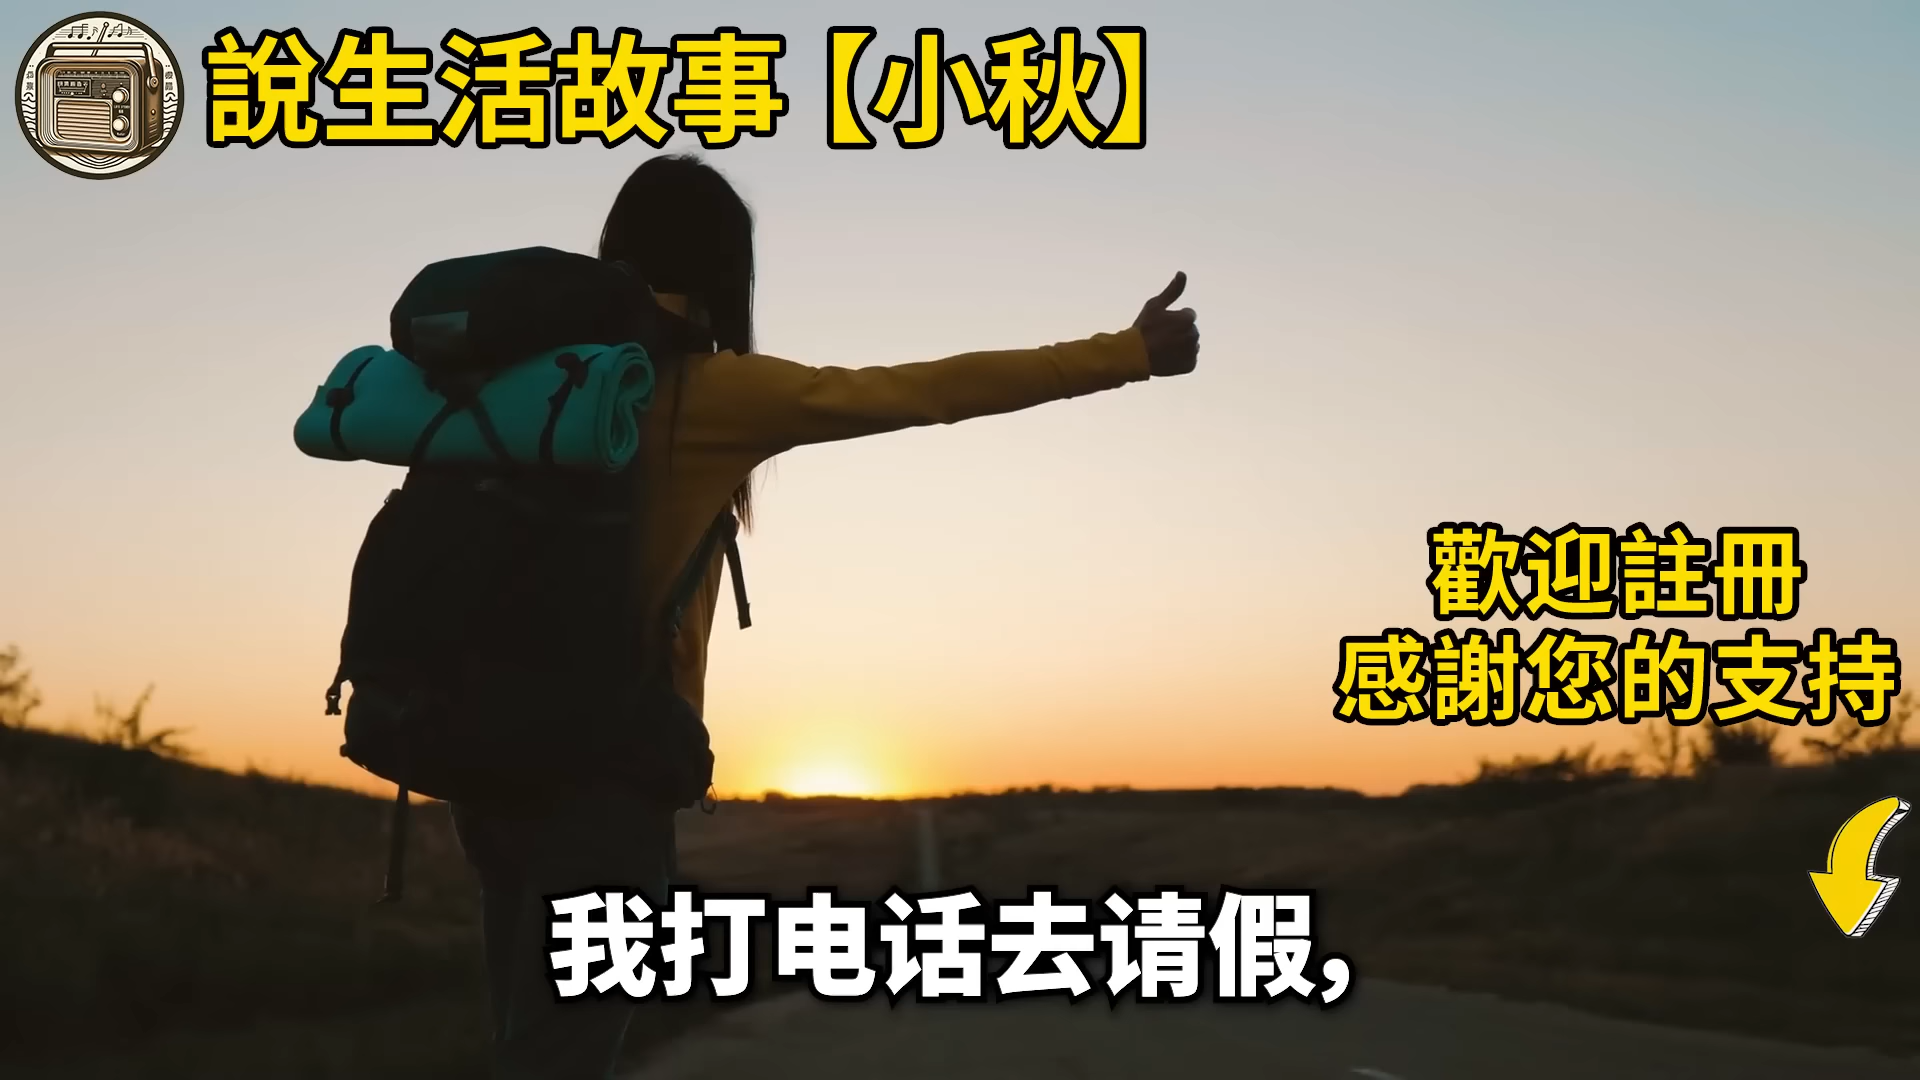 說生活故事【小秋】
歡迎註冊
感謝您的支持
我打电话去请假,